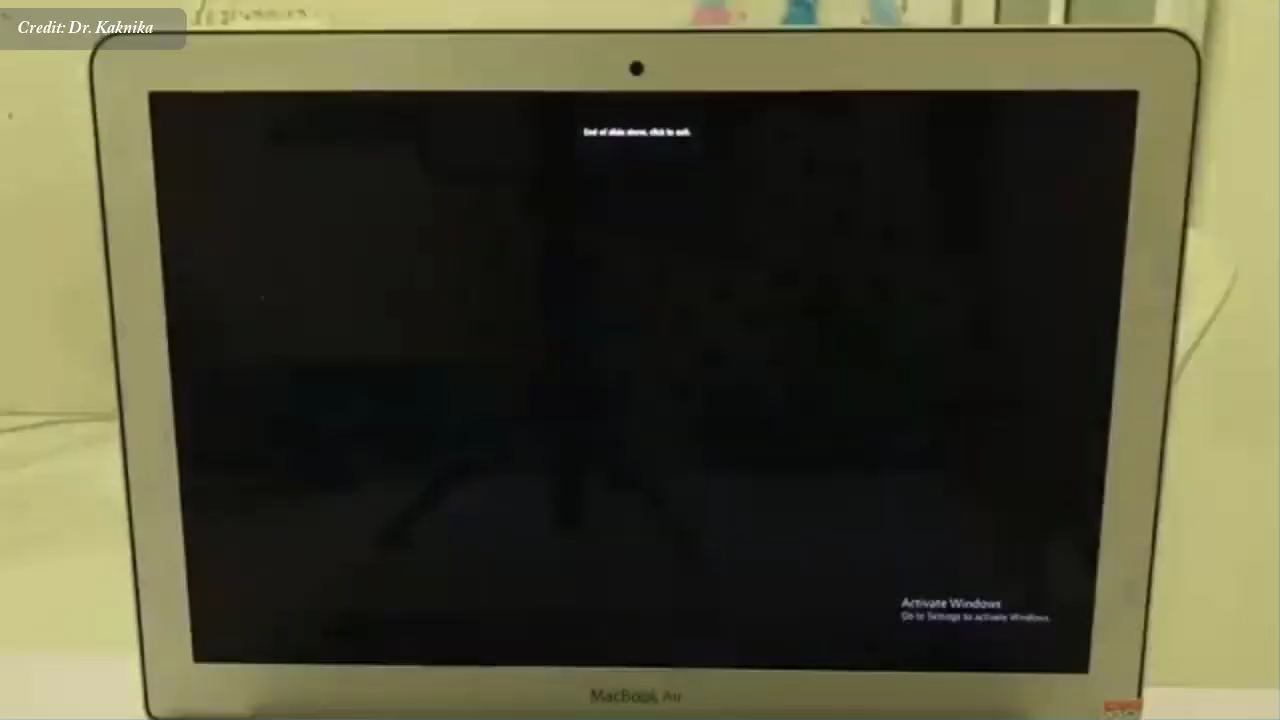 Credit: Dr. Kaknika
End of slide show, click to exit.
Activate Windows
Go to Settings to activate Windows.
MacBook Air